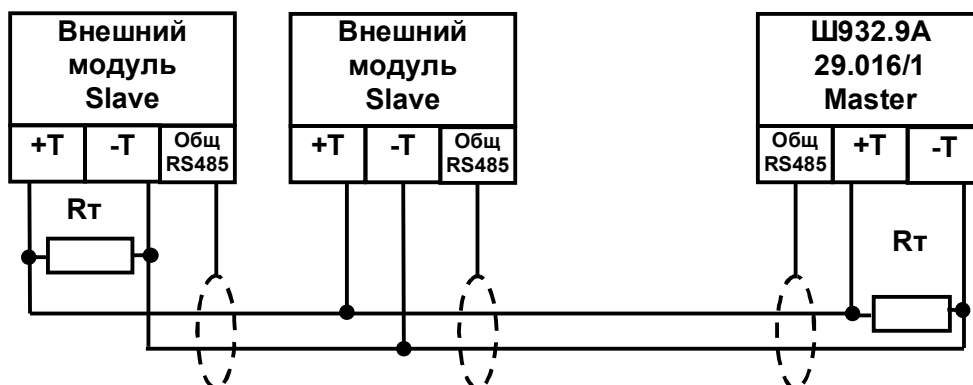 Внешний
модуль
Slave
+Т
-Т
Общ
RS485
Rт
Внешний
модуль
Slave
+Т
-Т
Общ
RS485
Ш932.9А
29.016/1
Master
Общ
RS485
+Т
-Т
Rт